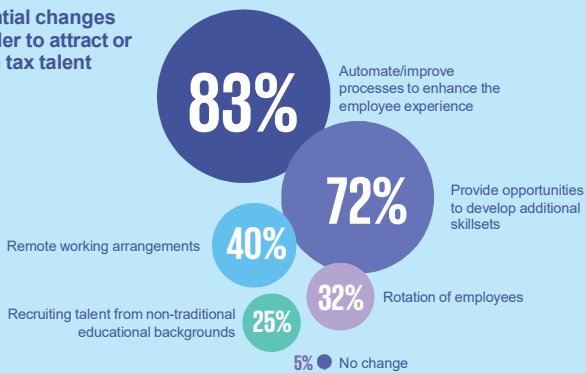 changes
to attract or
tax talent
83%
Automate/improve
processes to enhance the
employee experience
72%
Provide opportunities
to develop additional
skillsets
40%
Remote working arrangements
32%
Rotation of employees
25%
Recruiting talent from non-traditional
educational backgrounds
5%
No change